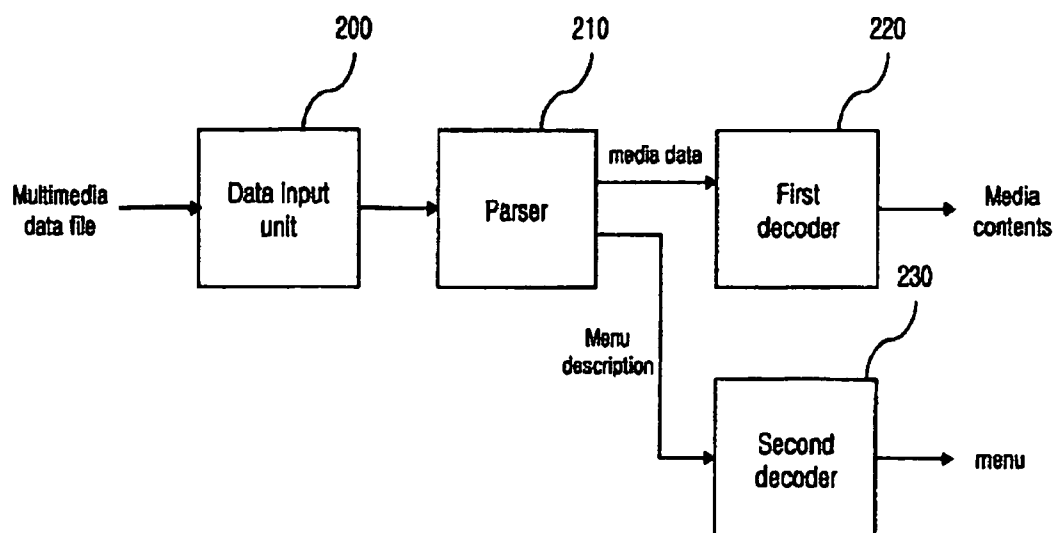 200
210
220
Multimedia
data file
Data input
unit
Parser
media data
First
decoder
Media
contents
230
Menu
description
Second
decoder
menu